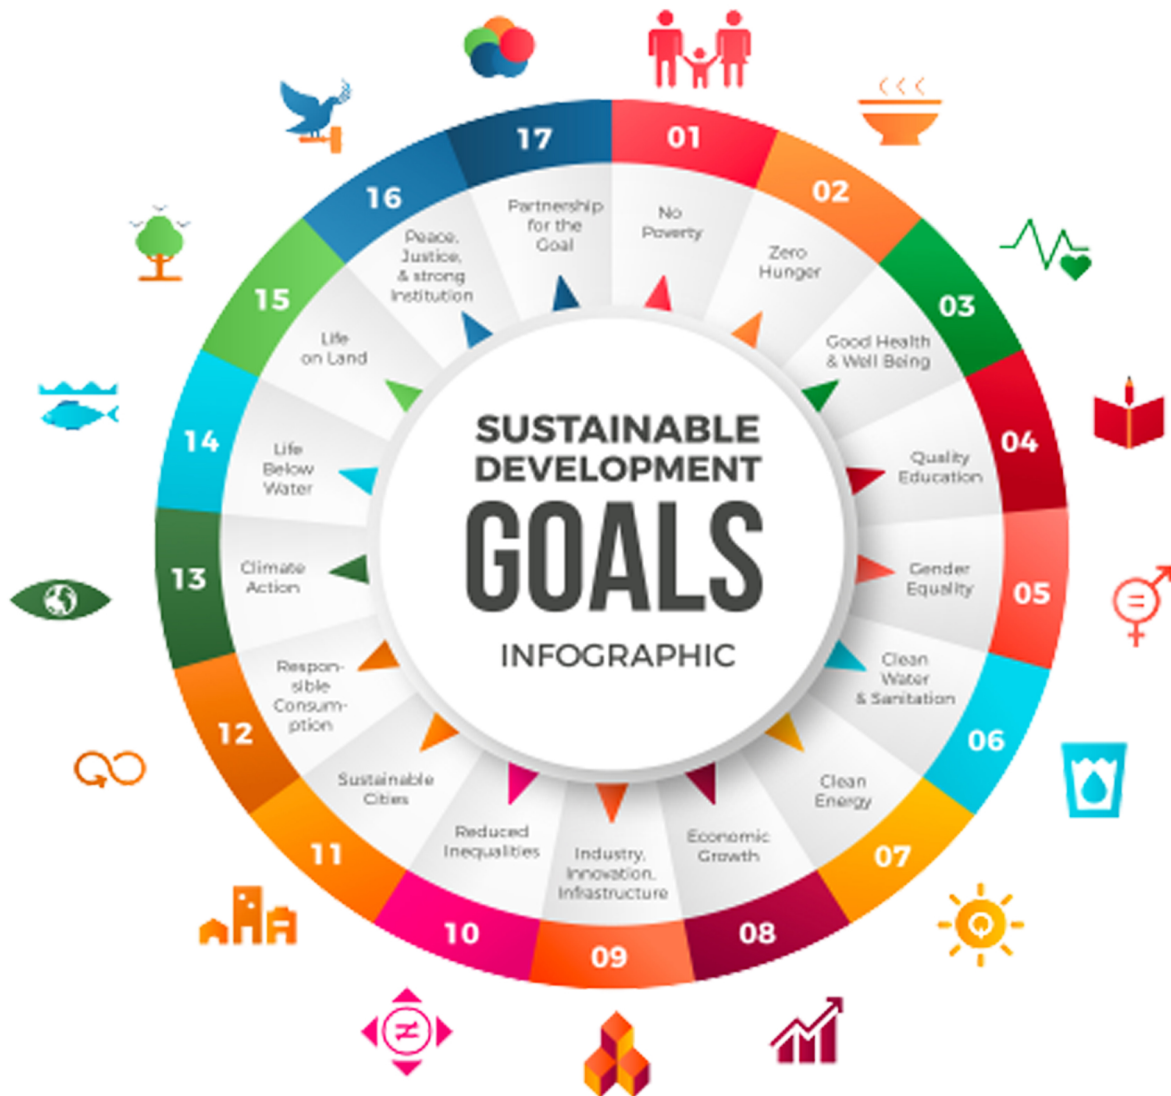 SUSTAINABLE
DEVELOPMENT
GOALS
INFOGRAPHIC
01
No
Poverty
02
Zero
Hunger
03
Good Health
& Well Being
04
Quality
Education
05
Gender
Equality
06
Clean
Water
& Sanitation
07
Clean
Energy
08
Economic
Growth
09
Industry,
Innovation,
Infrastructure
10
Reduced
Inequalities
11
Sustainable
Cities
12
Respon-
sible
Consum-
ption
13
Climate
Action
14
Life
Below
Water
15
Life
on Land
16
Peace,
Justice,
& strong
Institution
17
Partnership
for the
Goal